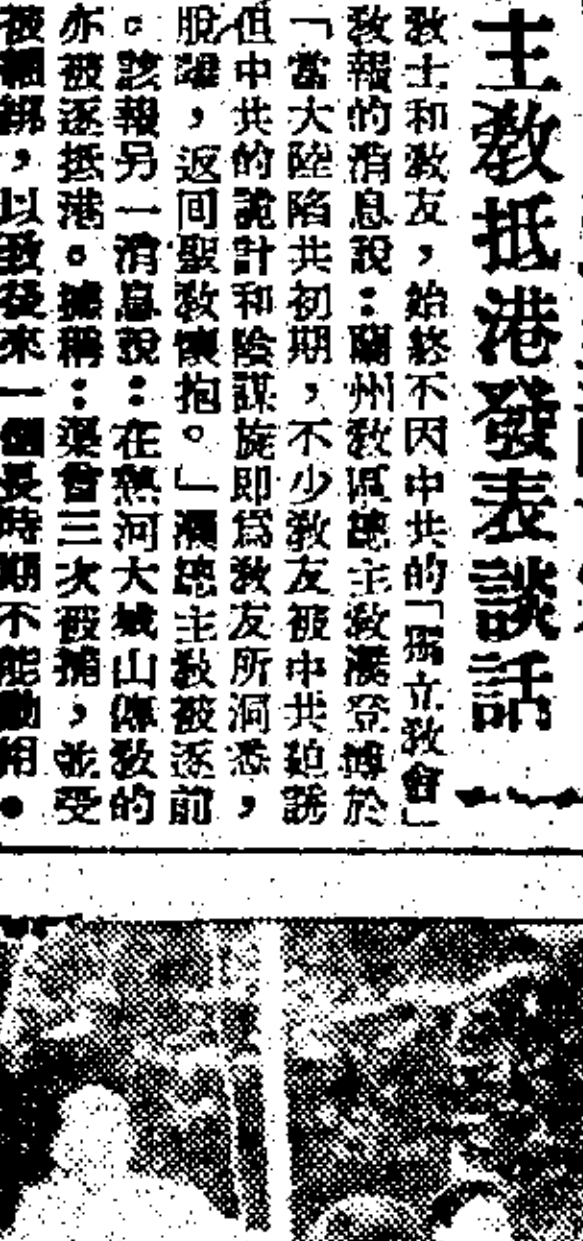 主教抵港發表談話
教士和教友，始終不因中共的「獨立教會」
教報的消息說：蘭州教區總主教濮登博於
「當大陸陷共初期，不少教友被中共迫誘
但中共的詭計和陰謀旋即爲教友所洞悉，
脫離，返回聖教懷抱。」濮總主教被逐前
。該報另一消息說：在熱河大城山傳教的
亦被逐抵港。據稱：渠曾三次被捕，並受
被綑綁，以致發來一個長時期不能動用。